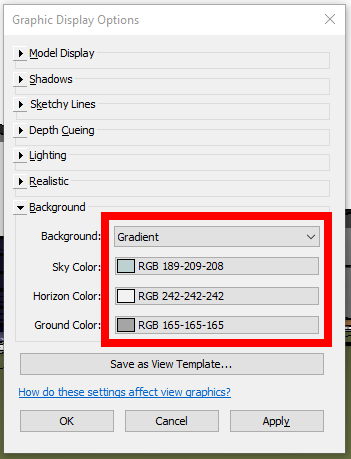 Graphic Display Options
Model Display
Shadows
Sketchy Lines
Depth Cueing
Lighting
Realistic
Background
Background: Gradient
Sky Color: RGB 189-209-208
Horizon Color: RGB 242-242-242
Ground Color: RGB 165-165-165
Save as View Template...
How do these settings affect view graphics?
OK Cancel Apply